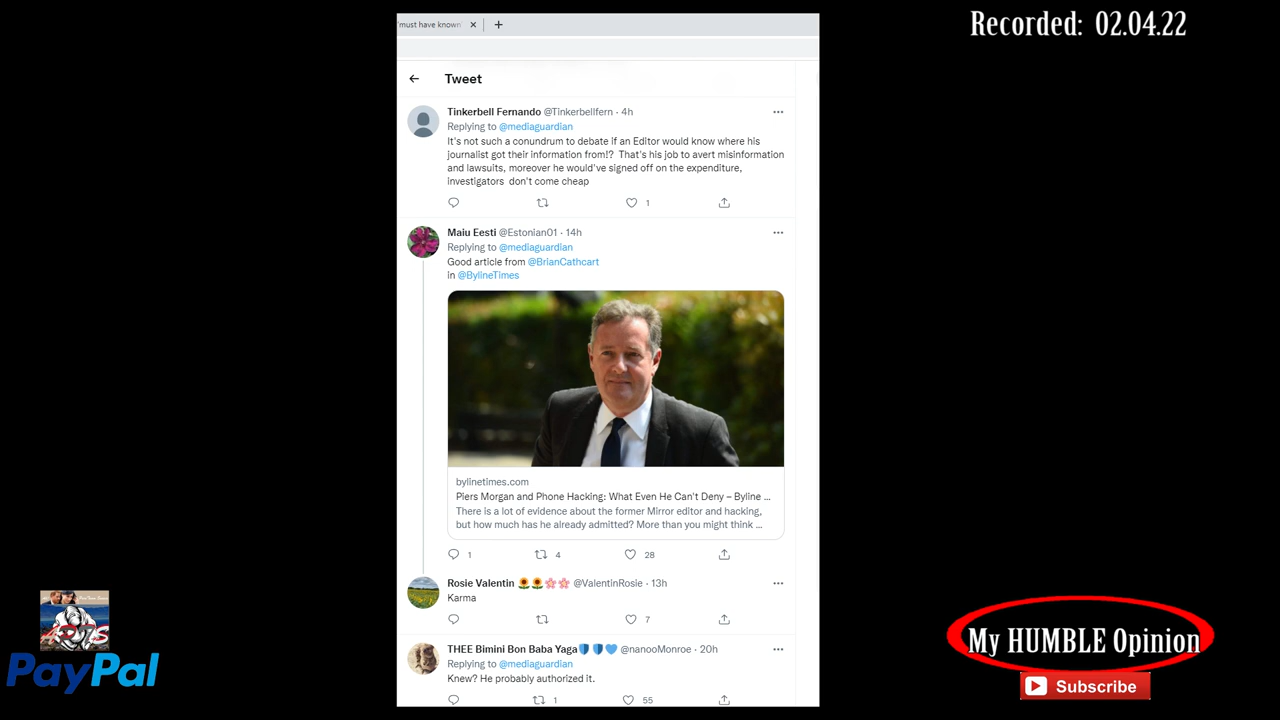 Recorded: 02.04.22
'must have known
Tweet
Tinkerbell Fernando @Tinkerbellfern · 4h
Replying to @mediaguardian
It's not such a conundrum to debate if an Editor would know where his
journalist got their information from!? That's his job to avert misinformation
and lawsuits, moreover he would've signed off on the expenditure,
investigators don't come cheap
1
Maiu Eesti @Estonian01 · 14h
Replying to @mediaguardian
Good article from @BrianCathcart
in @BylineTimes
bylinetimes.com
Piers Morgan and Phone Hacking: What Even He Can't Deny – Byline ...
There is a lot of evidence about the former Mirror editor and hacking,
but how much has he already admitted? More than you might think ...
1 4 28
Rosie Valentin 🌻🌻🌸🌸 @ValentinRosie · 13h
Karma
7
THEE Bimini Bon Baba Yaga🛡️🛡️💙 @nanooMonroe · 20h
Replying to @mediaguardian
Knew? He probably authorized it.
1 55
PayPal
My HUMBLE Opinion
Subscribe